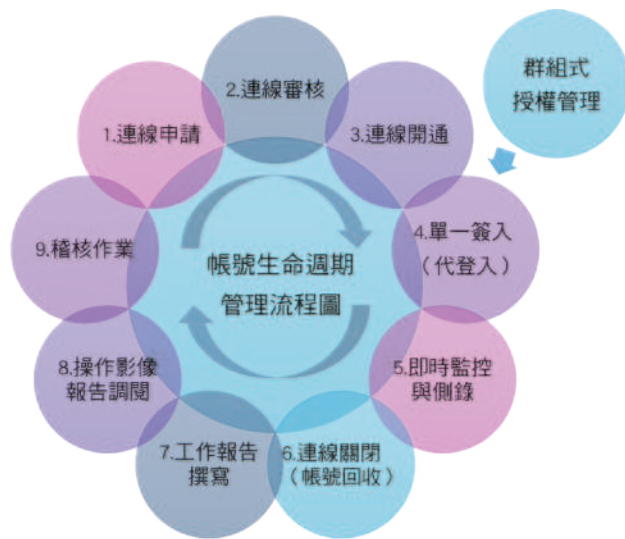 帳號生命週期
管理流程圖
1.連線申請
2.連線審核
3.連線開通
4.單一簽入
（代登入）
5.即時監控
與側錄
6.連線關閉
（帳號回收）
7.工作報告
撰寫
8.操作影像
報告調閱
9.稽核作業
群組式
授權管理